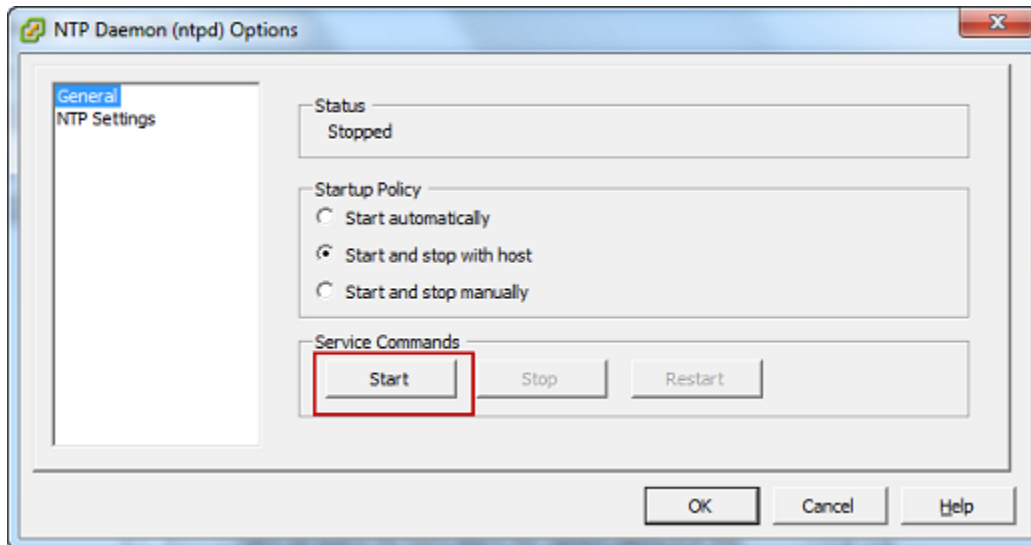 NTP Daemon (ntpd) Options
General
NTP Settings
Status
Stopped
Startup Policy
Start automatically
Start and stop with host
Start and stop manually
Service Commands
Start Stop Restart
OK Cancel Help